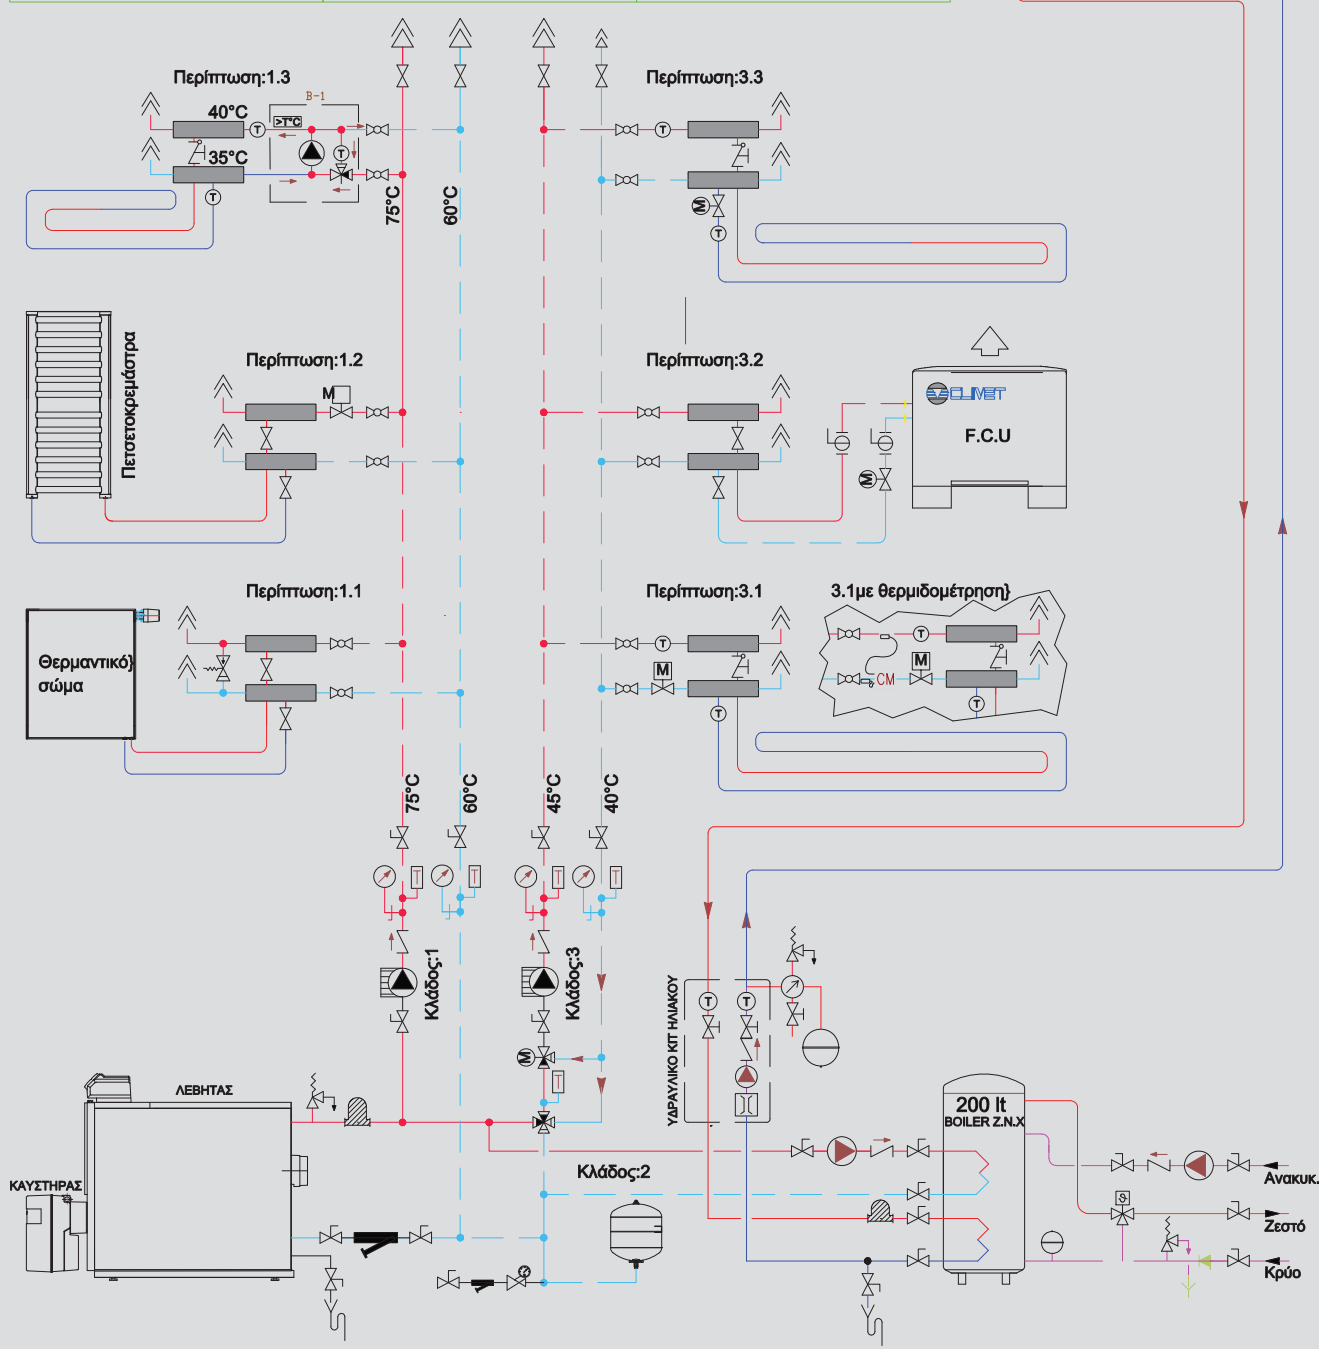 Περίπτωση:1.3
B-1
Περίπτωση:3.3
40°C
>T°C
T
T
T
35°C
T
75°C
60°C
M
T
Πετσετοκρεμάστρα
Περίπτωση:1.2
M
Περίπτωση:3.2
CLIVET
F.C.U
M
Περίπτωση:1.1
Περίπτωση:3.1
3.1με θερμιδομέτρηση}
Θερμαντικό}
σώμα
T
M
T
T
M
CM
T
75°C
60°C
45°C
40°C
T
T
T
T
Κλάδος:1
Κλάδος:3
ΥΔΡΑΥΛΙΚΟ ΚΙΤ ΗΛΙΑΚΟΥ
T
T
M
T
ΛΕΒΗΤΑΣ
ΚΑΥΣΤΗΡΑΣ
200 lt
BOILER Z.N.X
Κλάδος:2
Ανακυκ.
θ
Ζεστό
Κρύο